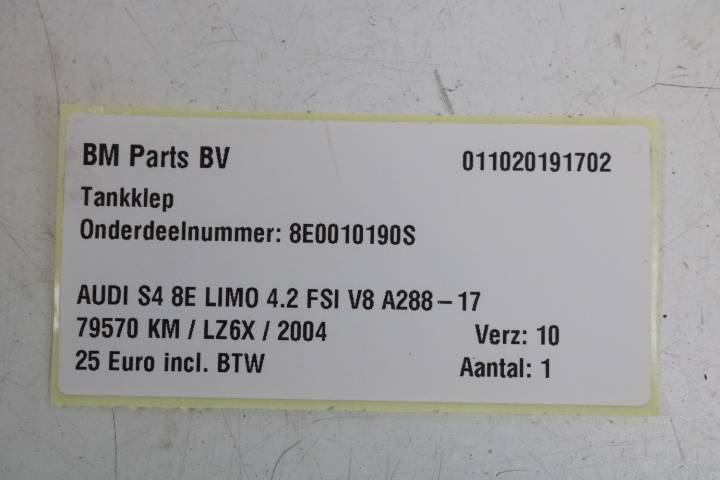 BM Parts BV 011020191702
Tankklep
Onderdeelnummer: 8E0010190S
AUDI S4 8E LIMO 4.2 FSI V8 A288-17
79570 KM / LZ6X / 2004 Verz: 10
25 Euro incl. BTW Aantal: 1